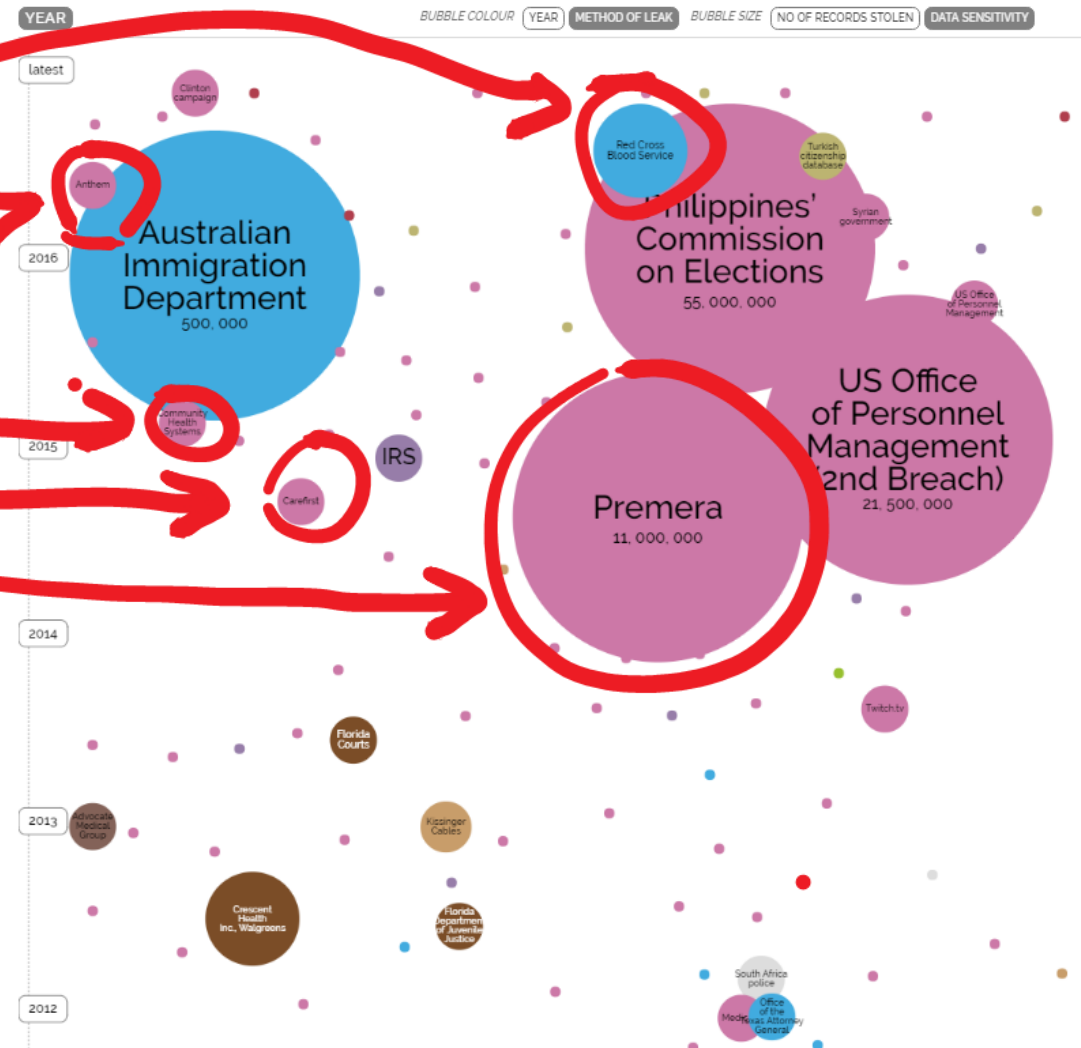 YEAR
BUBBLE COLOUR YEAR METHOD OF LEAK BUBBLE SIZE NO OF RECORDS STOLEN DATA SENSITIVITY
latest
Clinton
campaign
Red Cross
Blood Service
Turkish
citizenship
database
Anthem
Syrian
government
Philippines'
Commission
on Elections
55, 000, 000
Australian
Immigration
Department
500, 000
2016
US Office
of Personnel
Management
US Office
of Personnel
Management
(2nd Breach)
21, 500, 000
Community
Health
Systems
2015
IRS
Carefirst
Premera
11, 000, 000
2014
Twitch.tv
Florida
Courts
2013
Advocate
Medical
Group
Kissinger
Cables
Crescent
Health
Inc., Walgreens
Florida
Department
of Juvenile
Justice
South Africa
police
2012
Office
of the
Texas Attorney
General